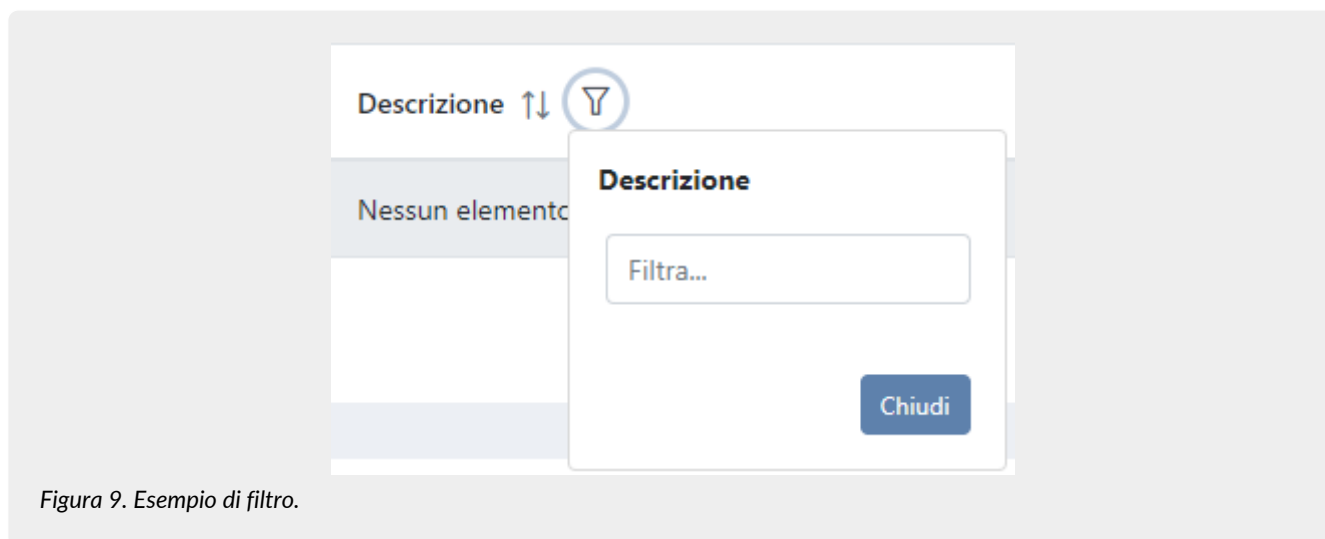 Descrizione
Descrizione
Nessun elemento
Filtra...
Chiudi
Figura 9. Esempio di filtro.